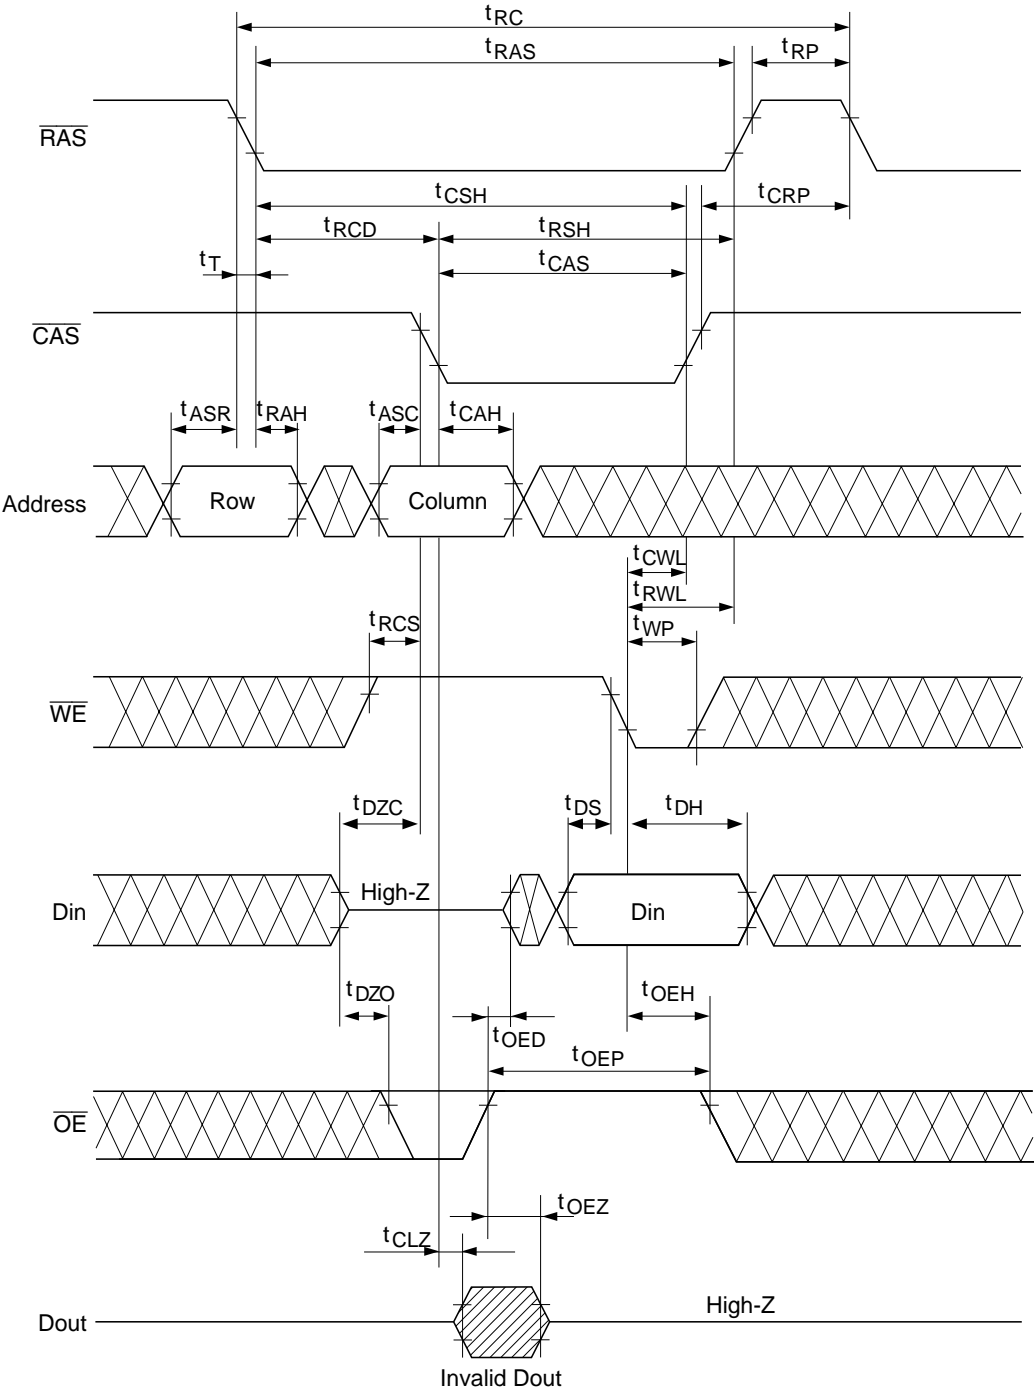 tRC
tRAS
tRP
RAS
tCSH
tCRP
tRCD
tRSH
tT
tCAS
CAS
tASR
tRAH
tASC
tCAH
Address
Row
Column
tCWL
tRWL
tRCS
tWP
WE
tDZC
tDS
tDH
High-Z
Din
Din
tDZO
tOEH
tOED
tOEP
OE
tOEZ
tCLZ
High-Z
Dout
Invalid Dout